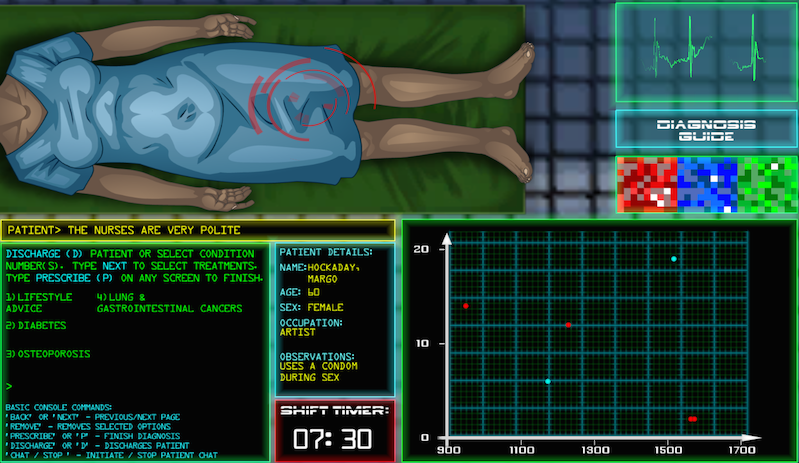 DIAGNOSIS
GUIDE
PATIENT> THE NURSES ARE VERY POLITE
DISCHARGE (D) PATIENT OR SELECT CONDITION
NUMBER(S). TYPE NEXT TO SELECT TREATMENTS.
TYPE PRESCRIBE (P) ON ANY SCREEN TO FINISH.
1) LIFESTYLE ADVICE
2) DIABETES
3) OSTEOPOROSIS
4) LUNG & GASTROINTESTINAL CANCERS
>
BASIC CONSOLE COMMANDS:
'BACK' OR 'NEXT' - PREVIOUS/NEXT PAGE
'REMOVE' - REMOVES SELECTED OPTIONS
'PRESCRIBE' OR 'P' - FINISH DIAGNOSIS
'DISCHARGE' OR 'D' - DISCHARGES PATIENT
'CHAT / STOP ' - INITIATE / STOP PATIENT CHAT
PATIENT DETAILS:
NAME: HOCKADAY,
MARGO
AGE: 60
SEX: FEMALE
OCCUPATION:
ARTIST
OBSERVATIONS:
USES A CONDOM
DURING SEX
SHIFT TIMER:
07: 30
20
10
0
900 1100 1300 1500 1700